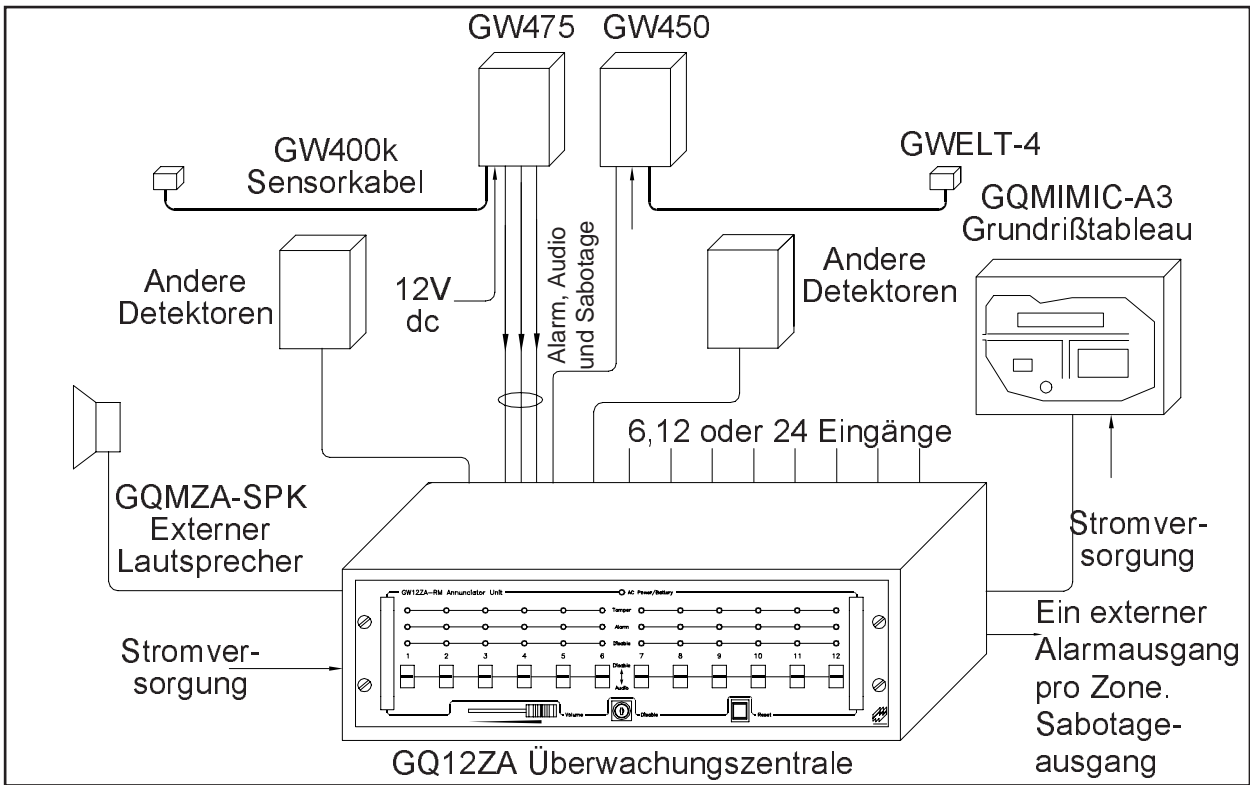 GW475 GW450
GW400k
Sensorkabel
GWELT-4
GQMIMIC-A3
Grundrißtableau
Andere
Detektoren
12V
dc
Alarm, Audio
und Sabotage
Andere
Detektoren
6,12 oder 24 Eingänge
GQMZA-SPK
Externer
Lautsprecher
Stromver-
sorgung
GW12ZA-RM Annunciator Unit
AC Power/Battery
Tamper
Alarm
Disable
1 2 3 4 5 6 7 8 9 10 11 12
Disable
Audio
Volume
Disable
Reset
Stromver-
sorgung
Ein externer
Alarmausgang
pro Zone.
Sabotage-
ausgang
GQ12ZA Überwachungszentrale